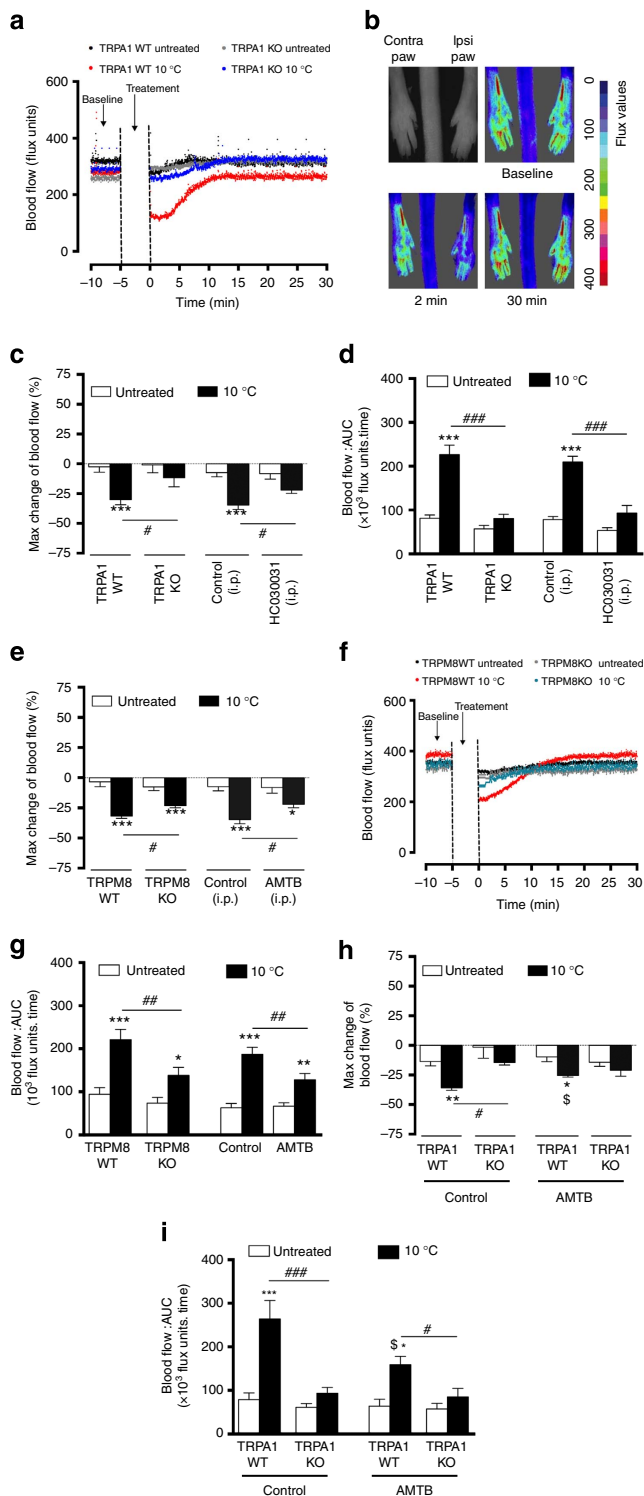 a
TRPA1 WT untreated
TRPA1 KO untreated
TRPA1 WT 10 °C
TRPA1 KO 10 °C
Baseline
Treatement
Blood flow (flux units)
600
400
200
0
−10 −5 0 5 10 15 20 25 30
Time (min)
b
Contra paw
Ipsi paw
Baseline
2 min
30 min
0
100
200
300
400
Flux values
c
Untreated
10 °C
Max change of blood flow (%)
75
50
25
0
−25
−50
−75
***
#
***
#
TRPA1 WT
TRPA1 KO
Control (i.p.)
HC030031 (i.p.)
d
Untreated
10 °C
Blood flow :AUC
(×10³ flux units.time)
400
300
200
100
0
***
###
***
###
TRPA1 WT
TRPA1 KO
Control (i.p.)
HC030031 (i.p.)
e
Untreated
10 °C
Max change of blood flow (%)
75
50
25
0
−25
−50
−75
***
***
#
***
*
#
TRPM8 WT
TRPM8 KO
Control (i.p.)
AMTB (i.p.)
f
TRPM8WT untreated
TRPM8KO untreated
TRPM8WT 10 °C
TRPM8KO 10 °C
Baseline
Treatement
Blood flow (flux untis)
600
400
200
0
−10 −5 0 5 10 15 20 25 30
Time (min)
g
Untreated
10 °C
Blood flow :AUC
(10³ flux units. time)
400
300
200
100
0
***
##
*
***
##
**
TRPM8 WT
TRPM8 KO
Control
AMTB
h
Untreated
10 °C
Max change of
blood flow (%)
75
50
25
0
−25
−50
−75
**
#
*
$
TRPA1 WT
TRPA1 KO
TRPA1 WT
TRPA1 KO
Control
AMTB
i
Untreated
10 °C
Blood flow :AUC
(×10³ flux units. time)
400
300
200
100
0
***
###
$ *
#
TRPA1 WT
TRPA1 KO
TRPA1 WT
TRPA1 KO
Control
AMTB